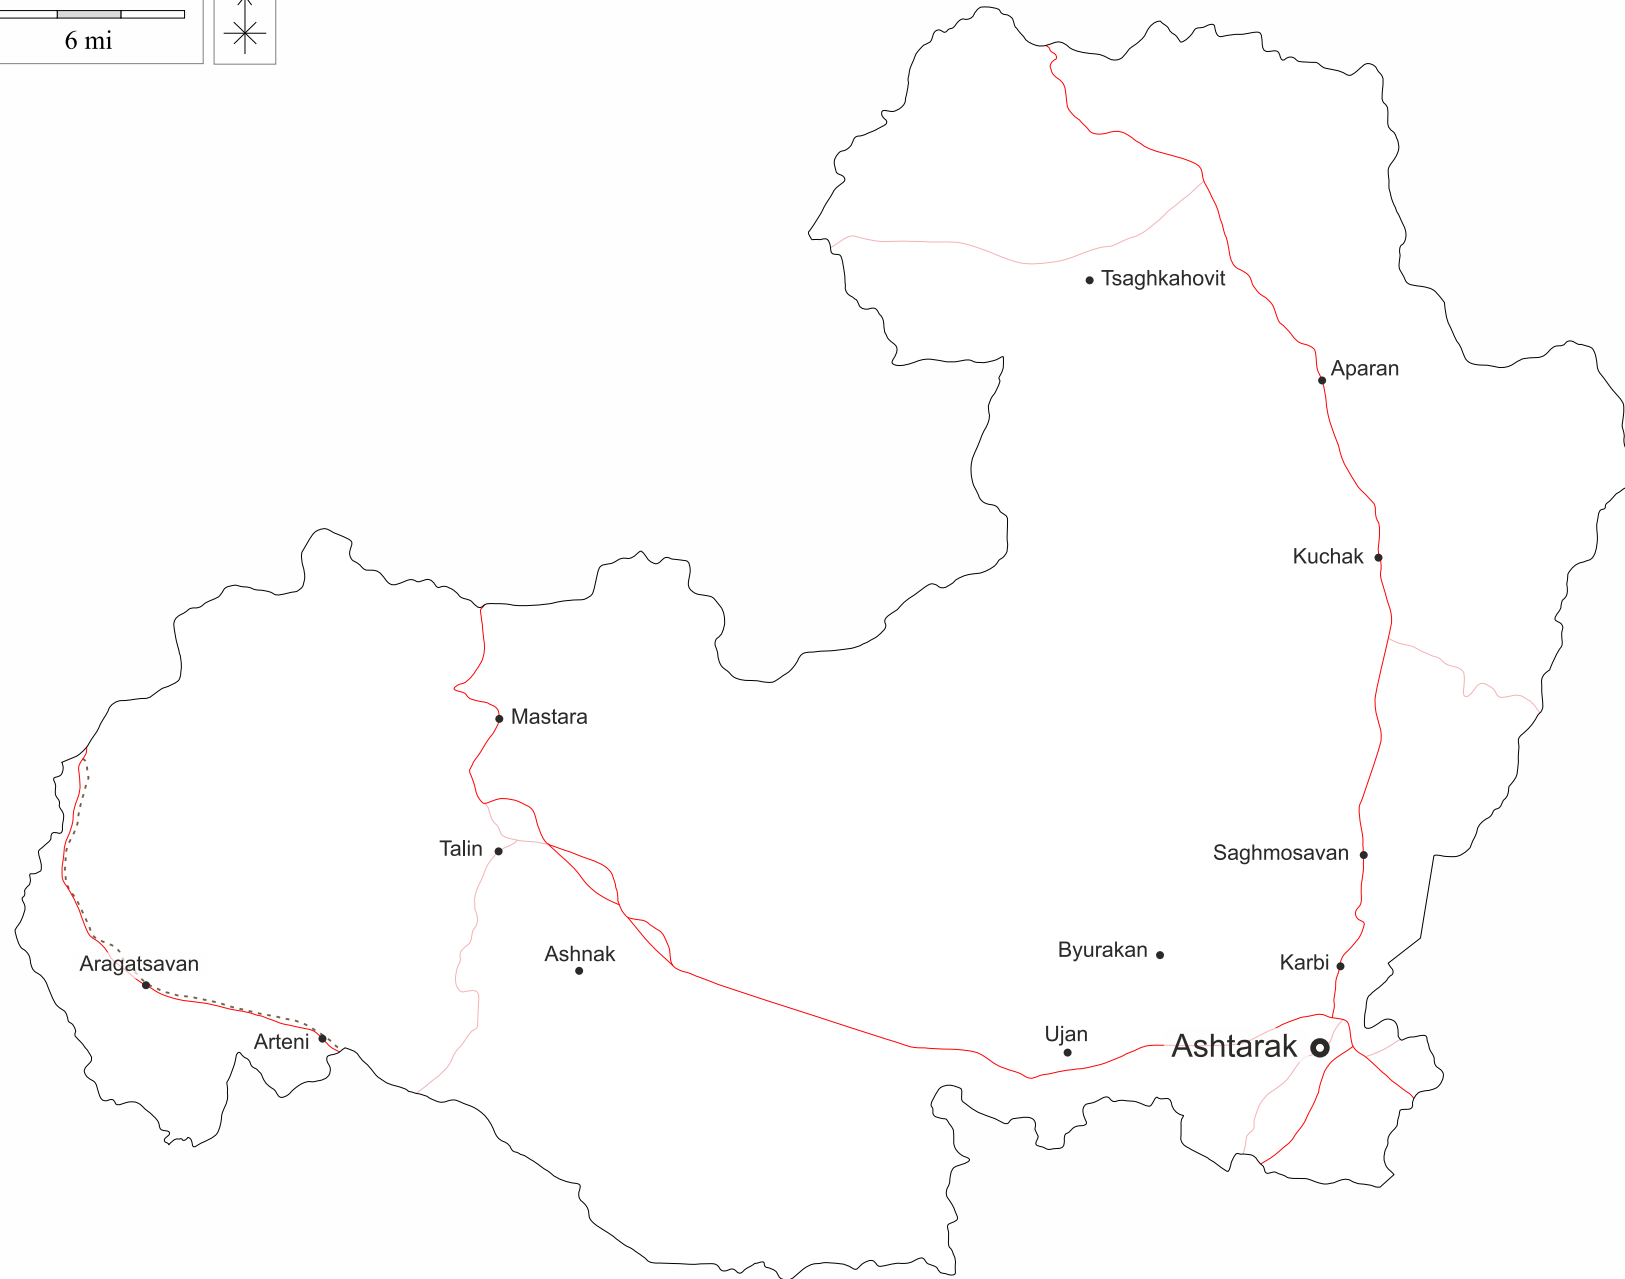 6 mi
Tsaghkahovit
Aparan
Kuchak
Mastara
Talin
Saghmosavan
Ashnak
Byurakan
Karbi
Aragatsavan
Arteni
Ujan
Ashtarak